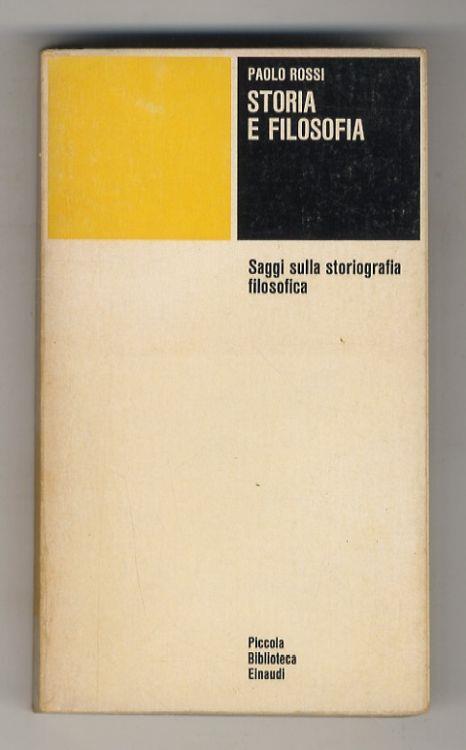 PAOLO ROSSI
STORIA
E FILOSOFIA
Saggi sulla storiografia
filosofica
Piccola
Biblioteca
Einaudi